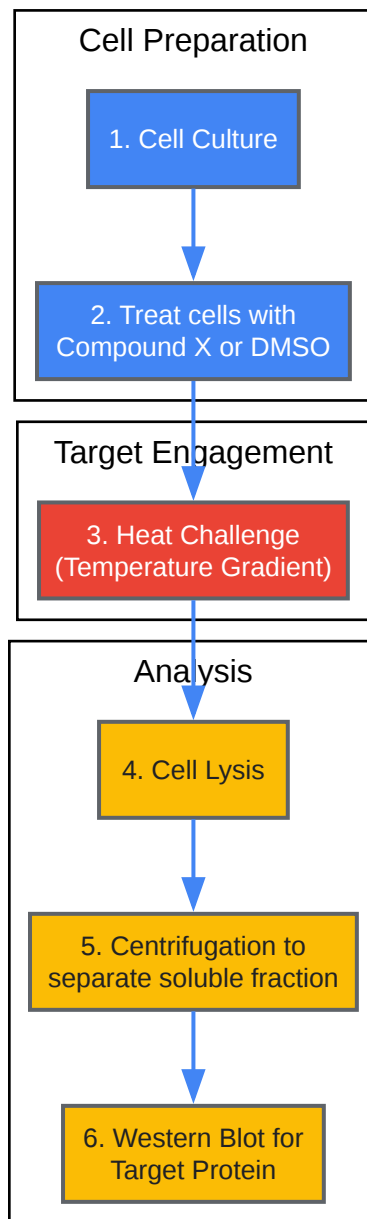 Cell Preparation
1. Cell Culture
2. Treat cells with
Compound X or DMSO
Target Engagement
3. Heat Challenge
(Temperature Gradient)
Analysis
4. Cell Lysis
5. Centrifugation to
separate soluble fraction
6. Western Blot for
Target Protein